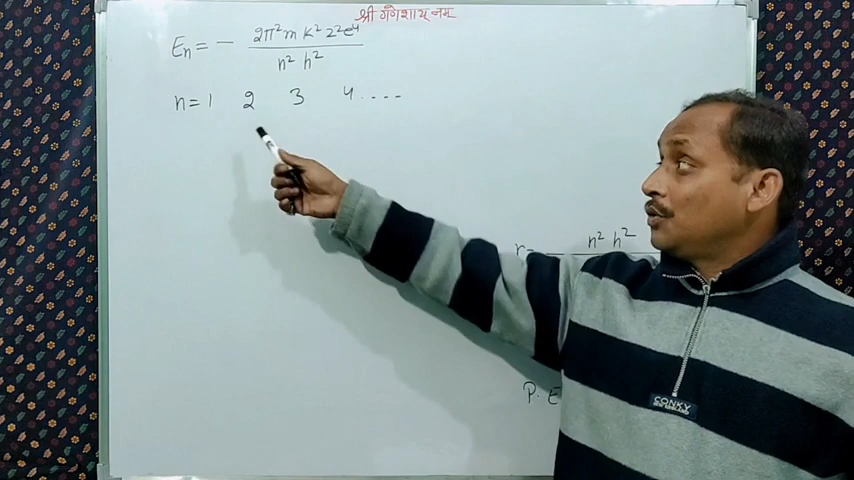 श्री गणेशाय नमः
Eₙ = - 2π²mk²z²e⁴ / n²h²
n = 1 2 3 4 ....
r = n²h²
P. E
CONKY